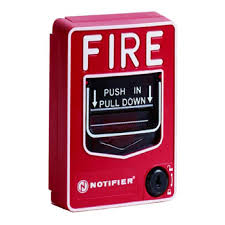 FIRE
PUSH IN
PULL DOWN
N NOTIFIER